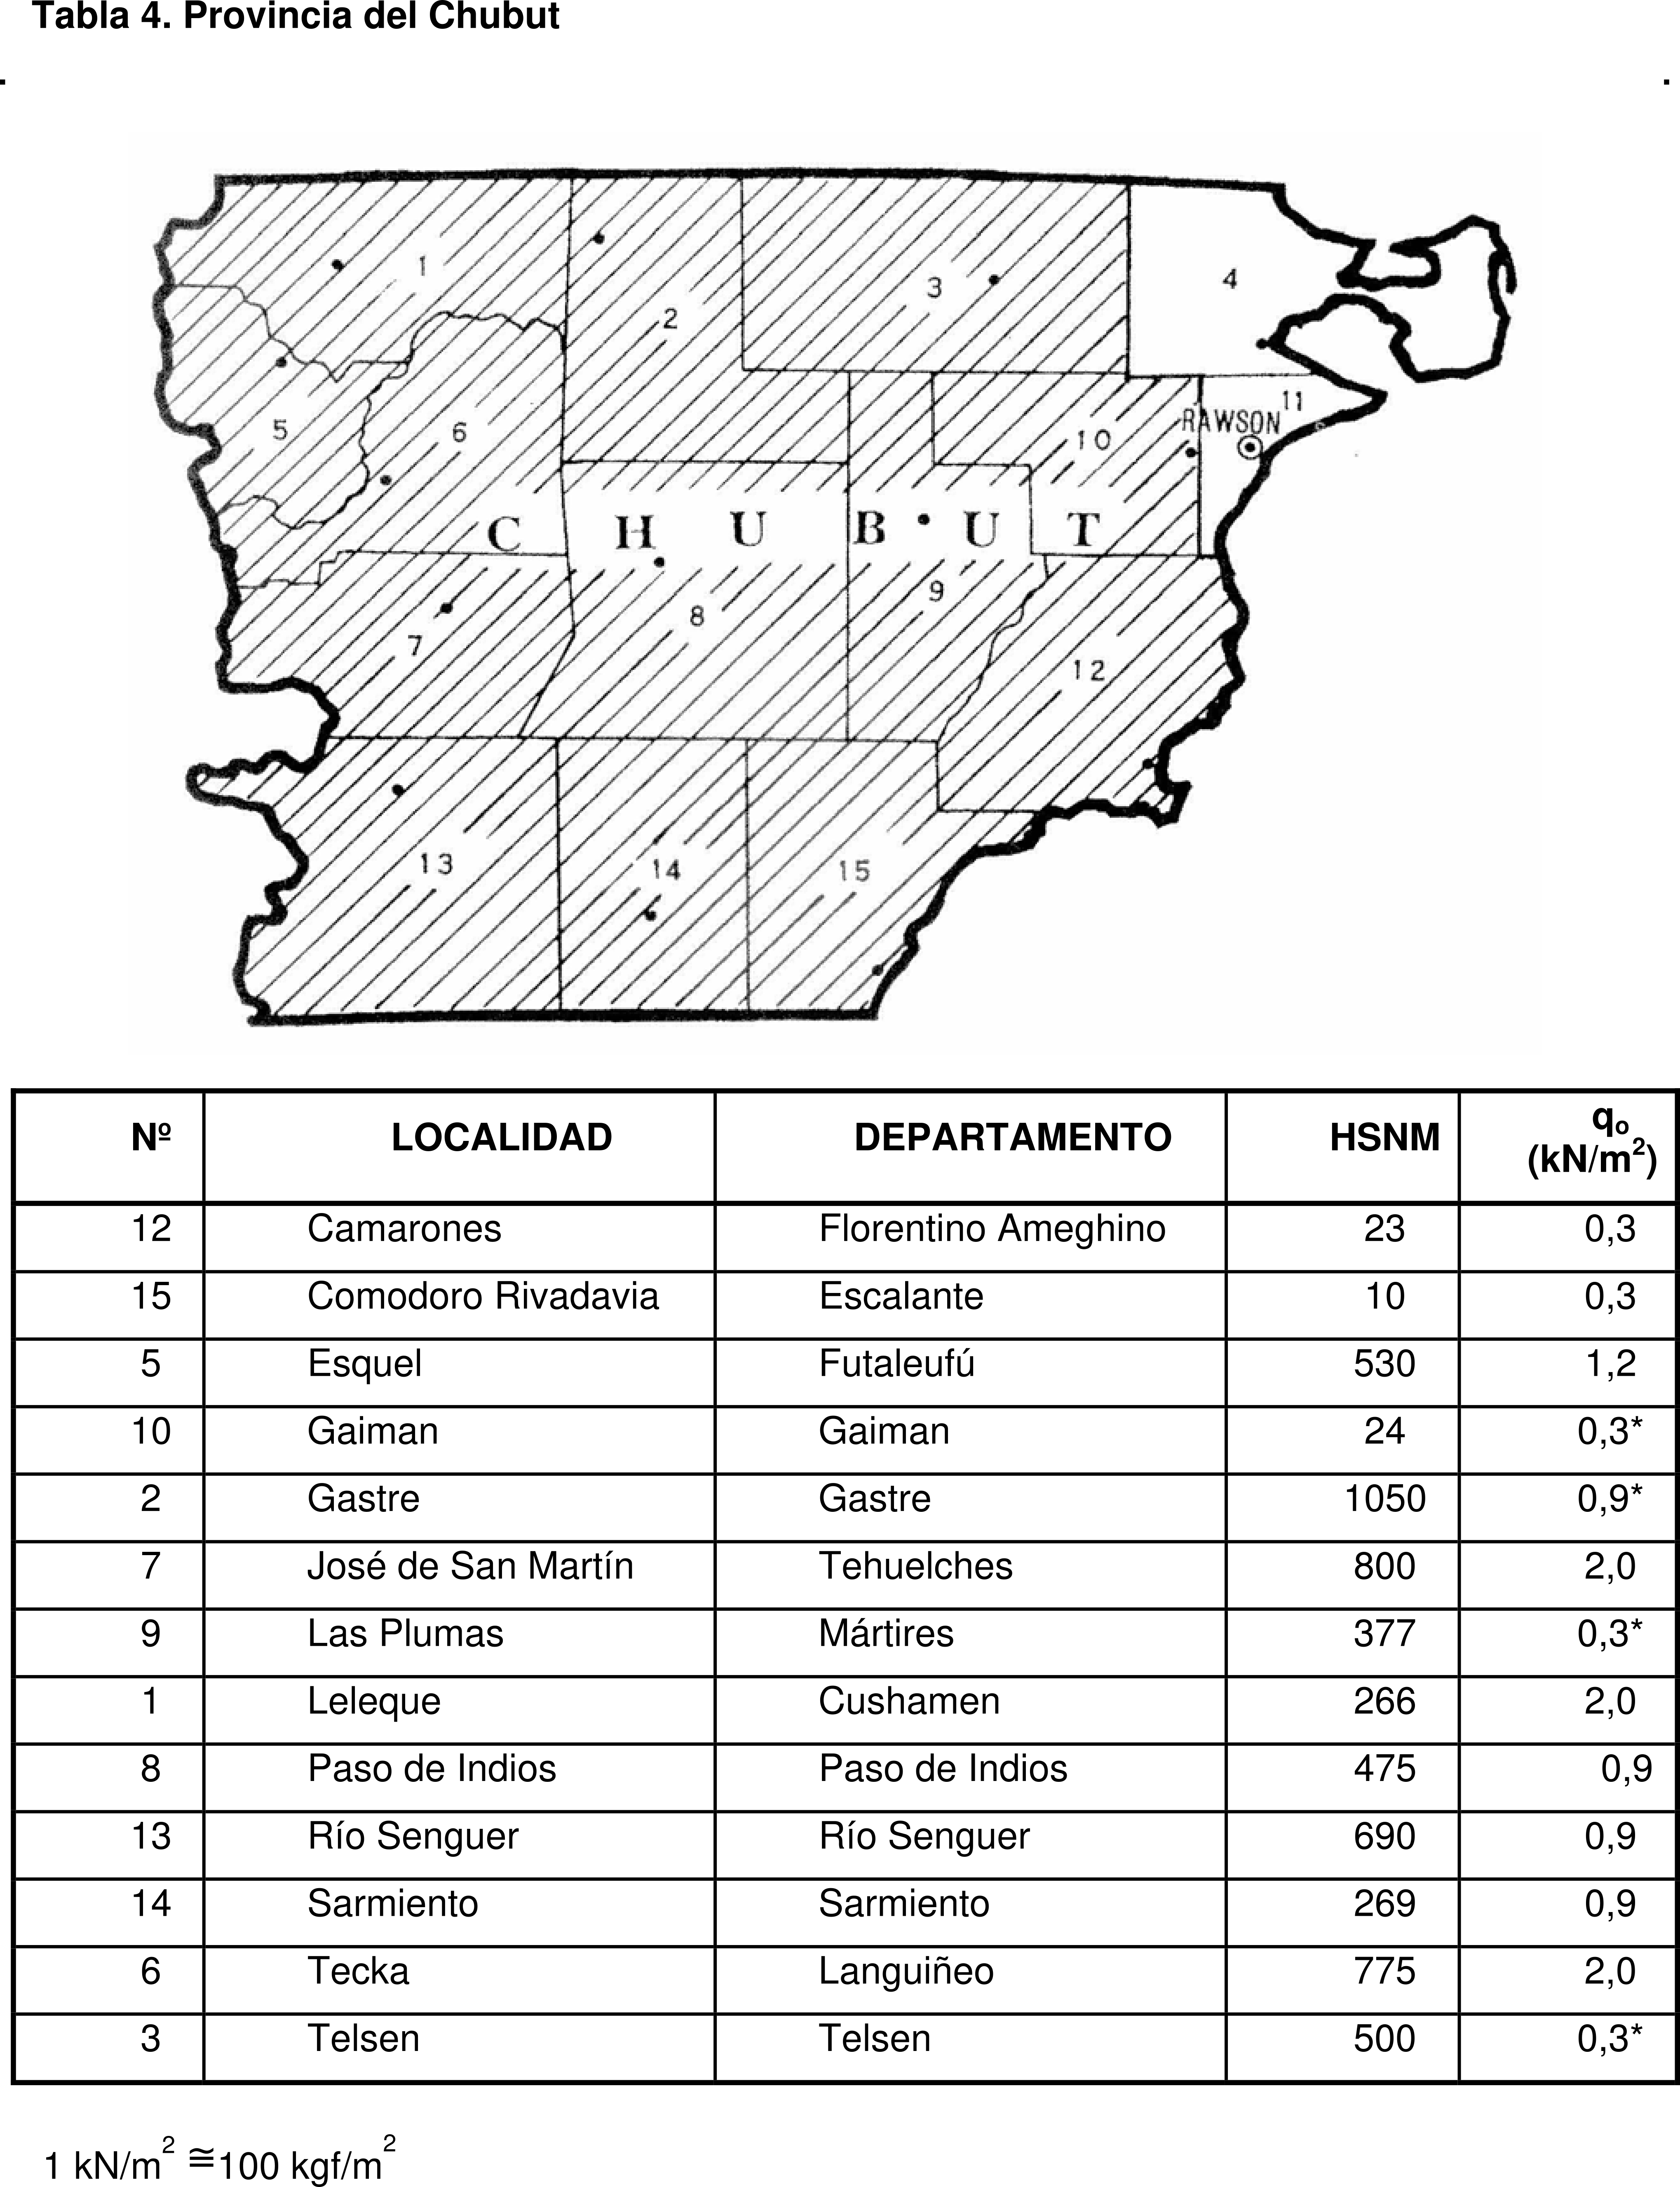 Tabla 4. Provincia del Chubut
1
2
3
4
5
6
10
RAWSON
11
C H U B U T
7
8
9
12
13
14
15
Nº LOCALIDAD DEPARTAMENTO HSNM qo (kN/m2)
12 Camarones Florentino Ameghino 23 0,3
15 Comodoro Rivadavia Escalante 10 0,3
5 Esquel Futaleufú 530 1,2
10 Gaiman Gaiman 24 0,3*
2 Gastre Gastre 1050 0,9*
7 José de San Martín Tehuelches 800 2,0
9 Las Plumas Mártires 377 0,3*
1 Leleque Cushamen 266 2,0
8 Paso de Indios Paso de Indios 475 0,9
13 Río Senguer Río Senguer 690 0,9
14 Sarmiento Sarmiento 269 0,9
6 Tecka Languiñeo 775 2,0
3 Telsen Telsen 500 0,3*
1 kN/m2 ≅100 kgf/m2